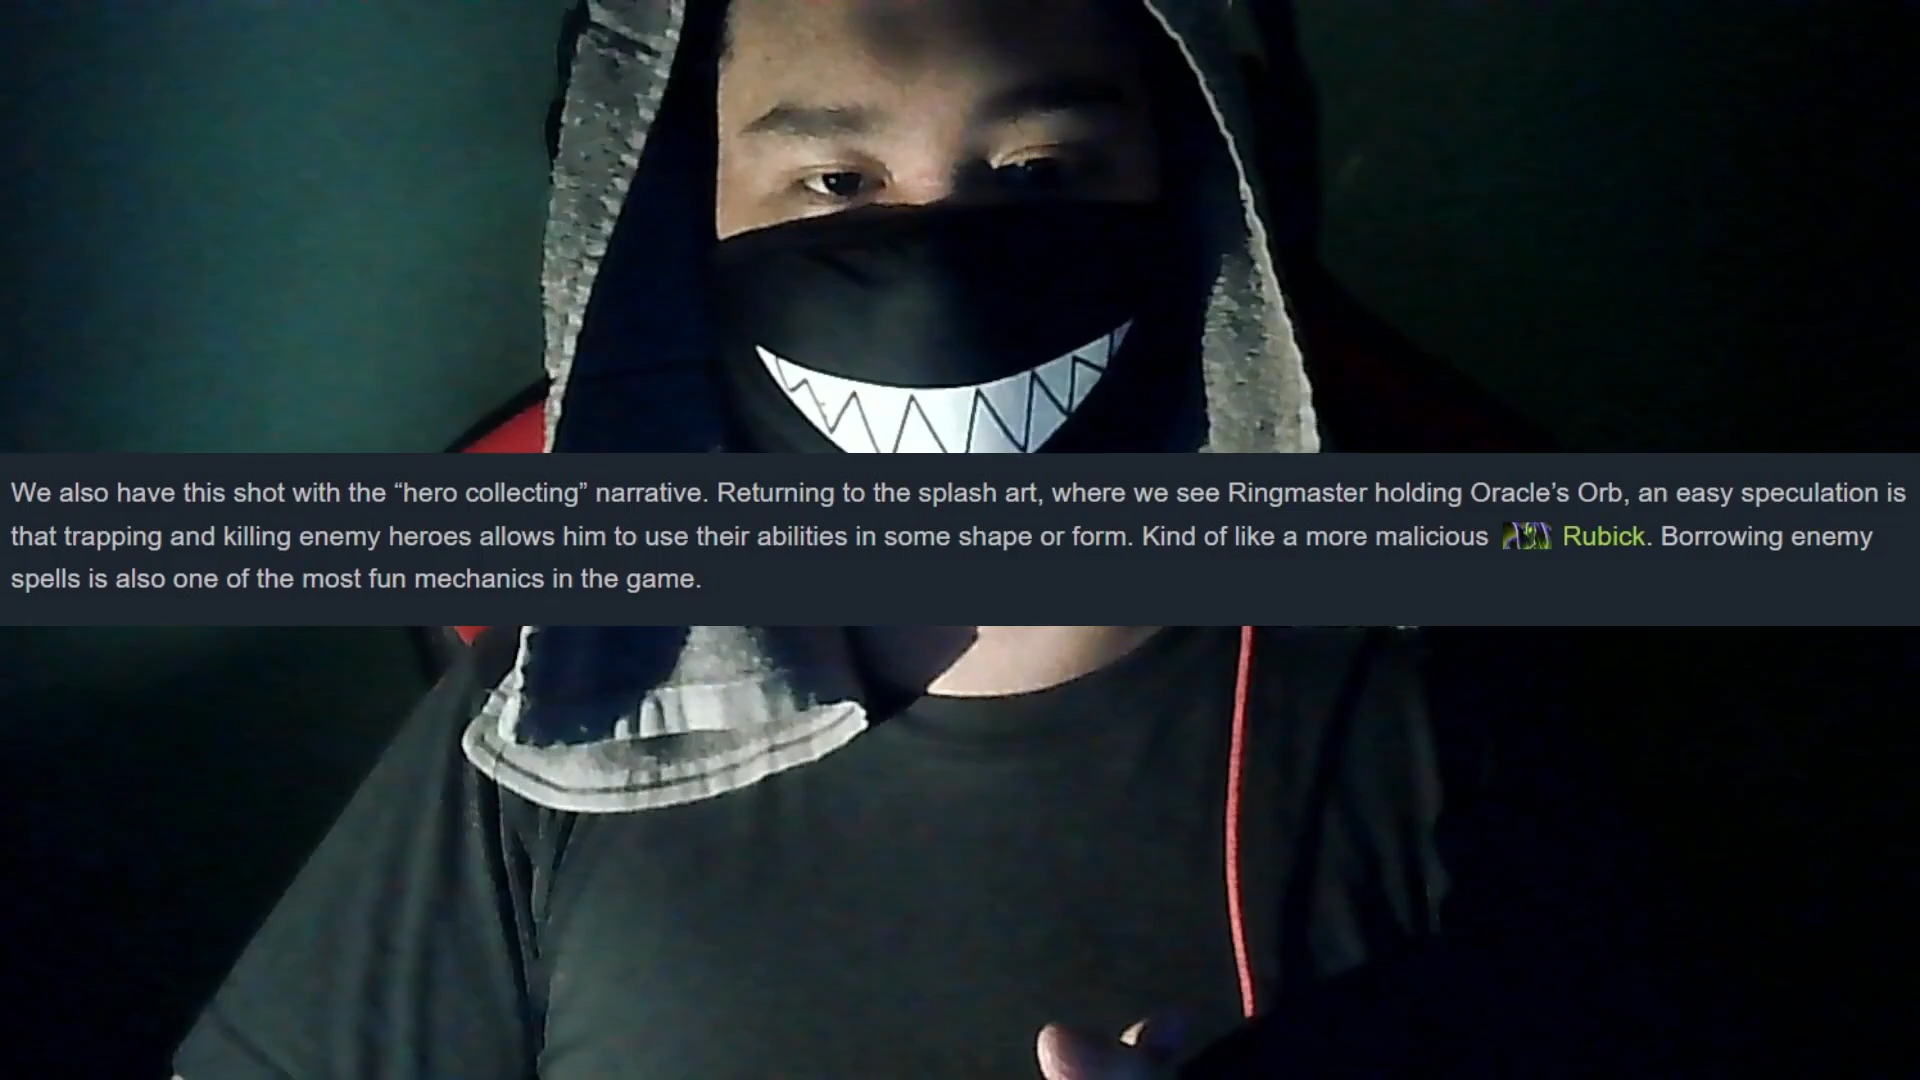 We also have this shot with the “hero collecting” narrative. Returning to the splash art, where we see Ringmaster holding Oracle’s Orb, an easy speculation is
that trapping and killing enemy heroes allows him to use their abilities in some shape or form. Kind of like a more malicious Rubick. Borrowing enemy
spells is also one of the most fun mechanics in the game.